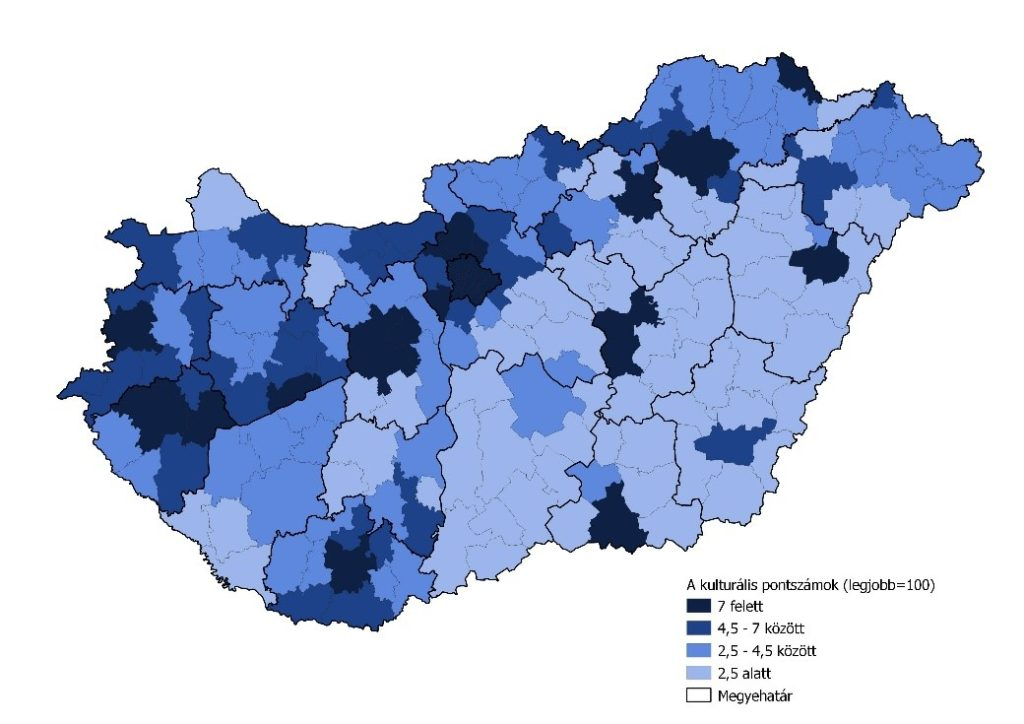 A kulturális pontszámok (legjobb=100)
7 felett
4,5 - 7 között
2,5 - 4,5 között
2,5 alatt
Megyehatár